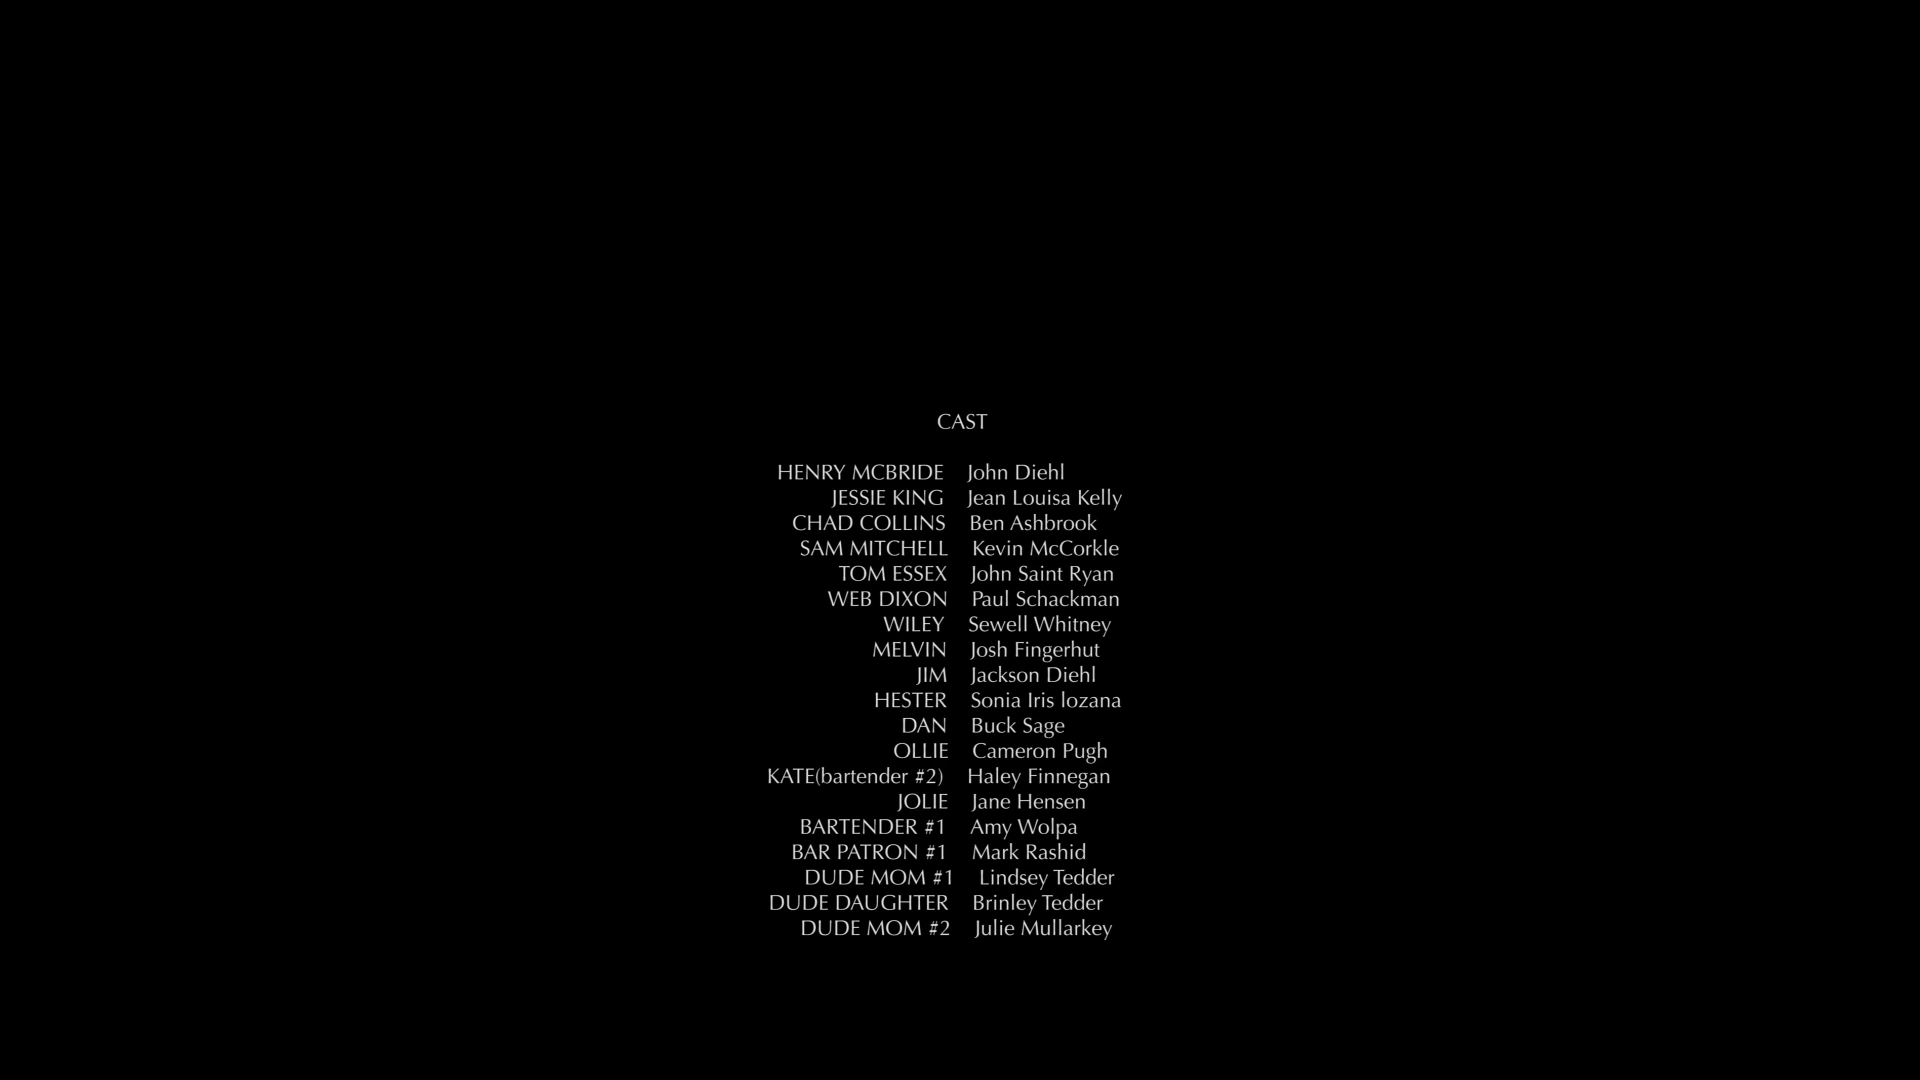 CAST
HENRY MCBRIDE John Diehl
JESSIE KING Jean Louisa Kelly
CHAD COLLINS Ben Ashbrook
SAM MITCHELL Kevin McCorkle
TOM ESSEX John Saint Ryan
WEB DIXON Paul Schackman
WILEY Sewell Whitney
MELVIN Josh Fingerhut
JIM Jackson Diehl
HESTER Sonia Iris lozana
DAN Buck Sage
OLLIE Cameron Pugh
KATE(bartender #2) Haley Finnegan
JOLIE Jane Hensen
BARTENDER #1 Amy Wolpa
BAR PATRON #1 Mark Rashid
DUDE MOM #1 Lindsey Tedder
DUDE DAUGHTER Brinley Tedder
DUDE MOM #2 Julie Mullarkey